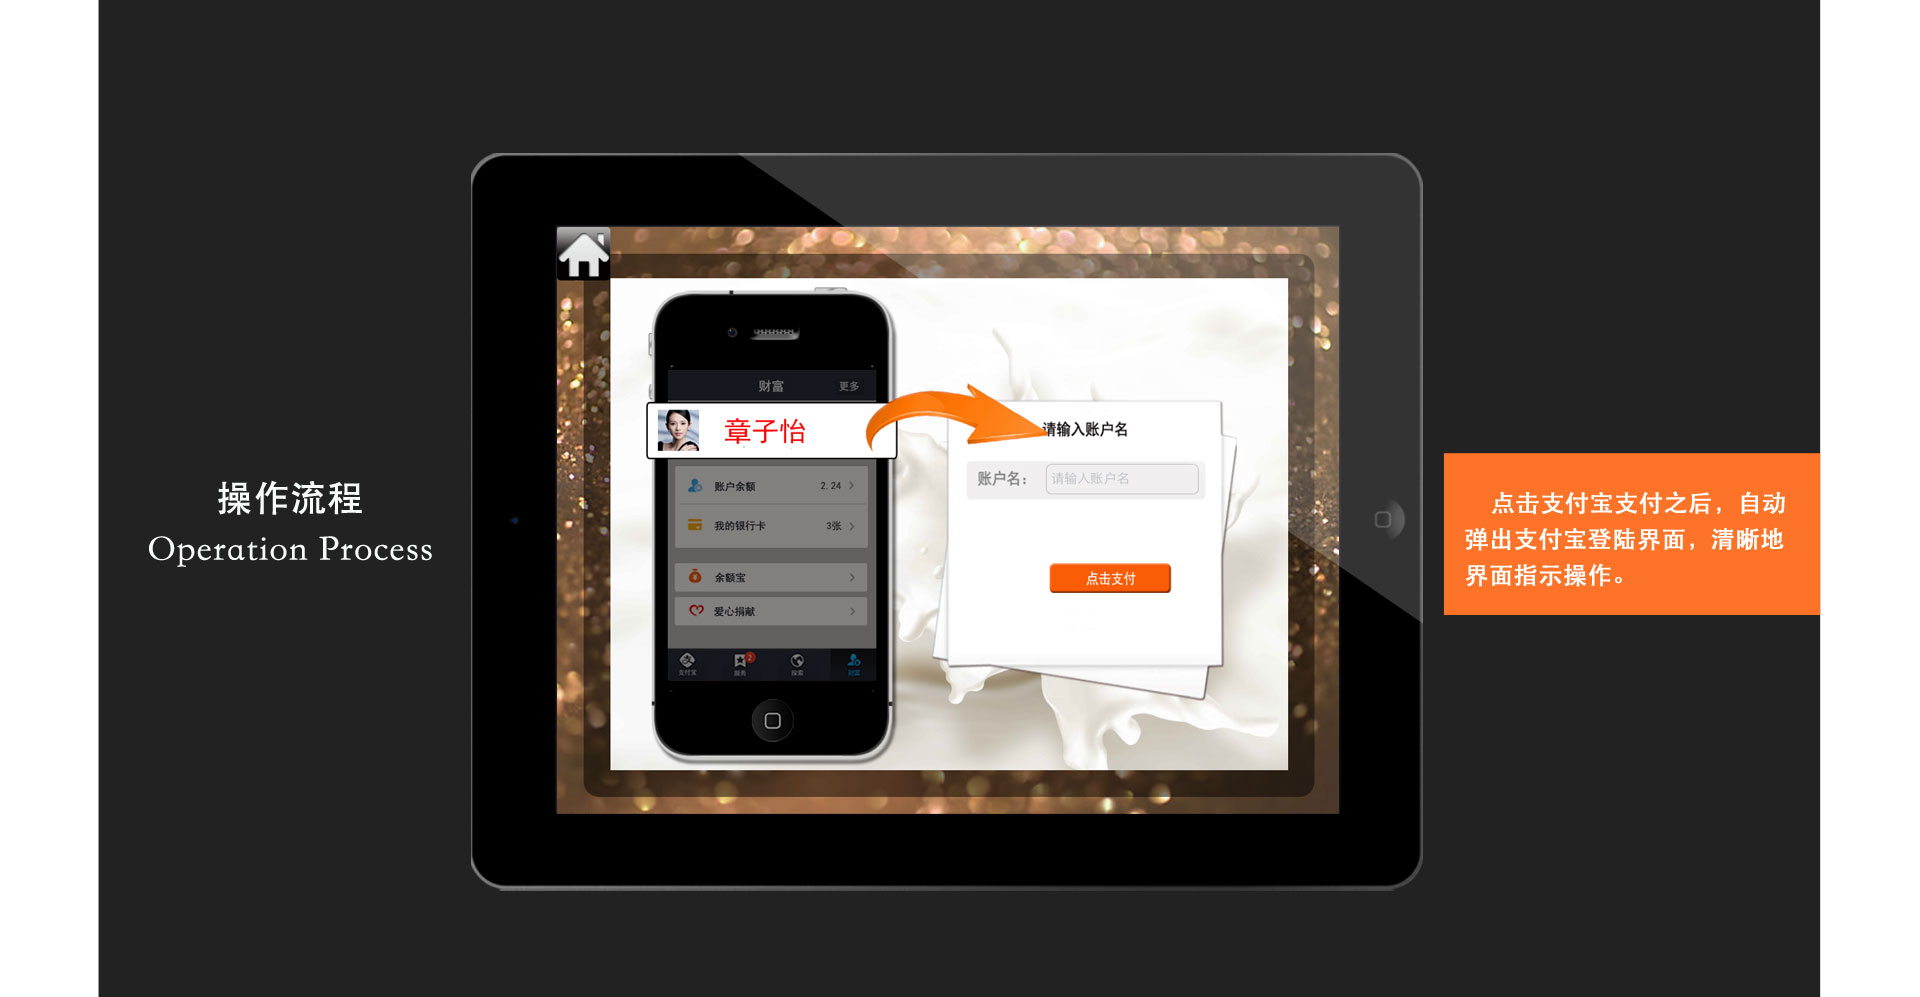 操作流程
Operation Process
财富
更多
章子怡
账户余额
2.24
我的银行卡
3张
余额宝
爱心捐献
支付宝
2
服务
探索
财富
请输入账户名
账户名:
请输入账户名
点击支付
点击支付宝支付之后，自动
弹出支付宝登陆界面，清晰地
界面指示操作。